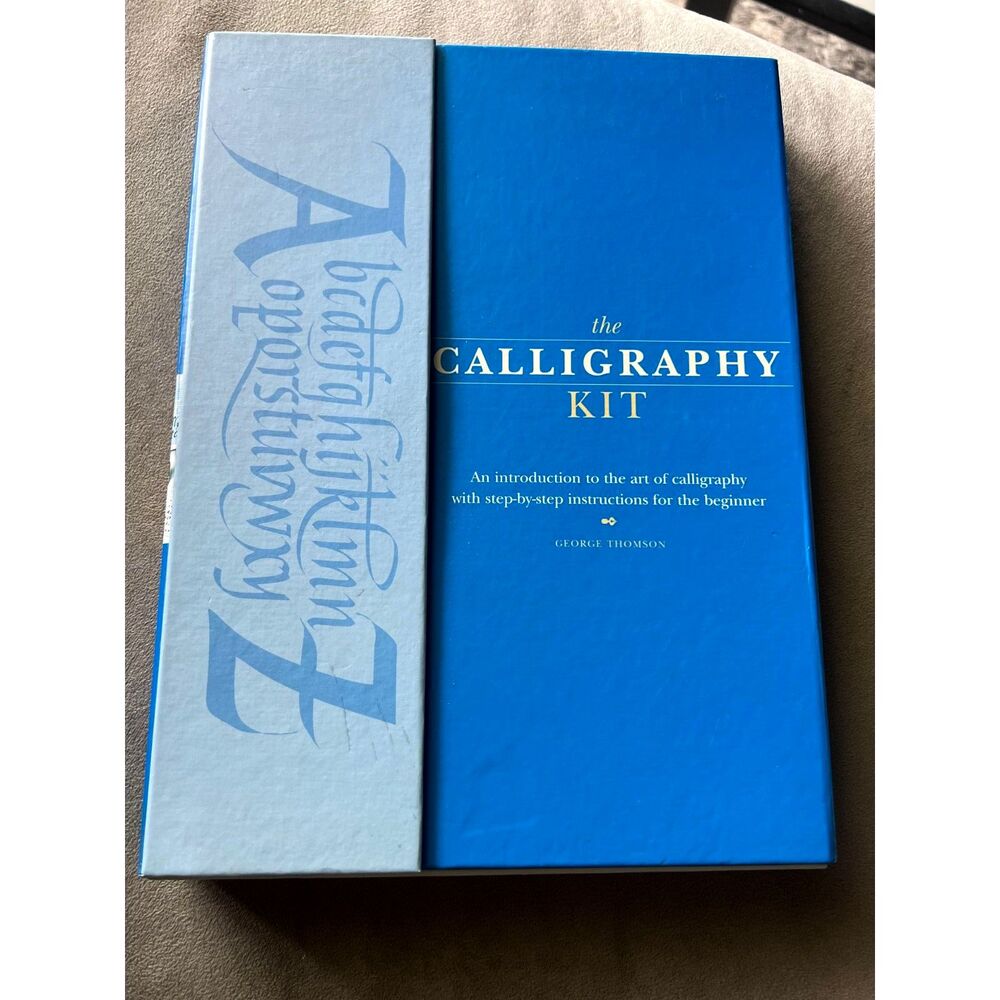 A
bcdefghijklmn
opqrstuvwxy
Z
the
CALLIGRAPHY
KIT
An introduction to the art of calligraphy
with step-by-step instructions for the beginner
GEORGE THOMSON